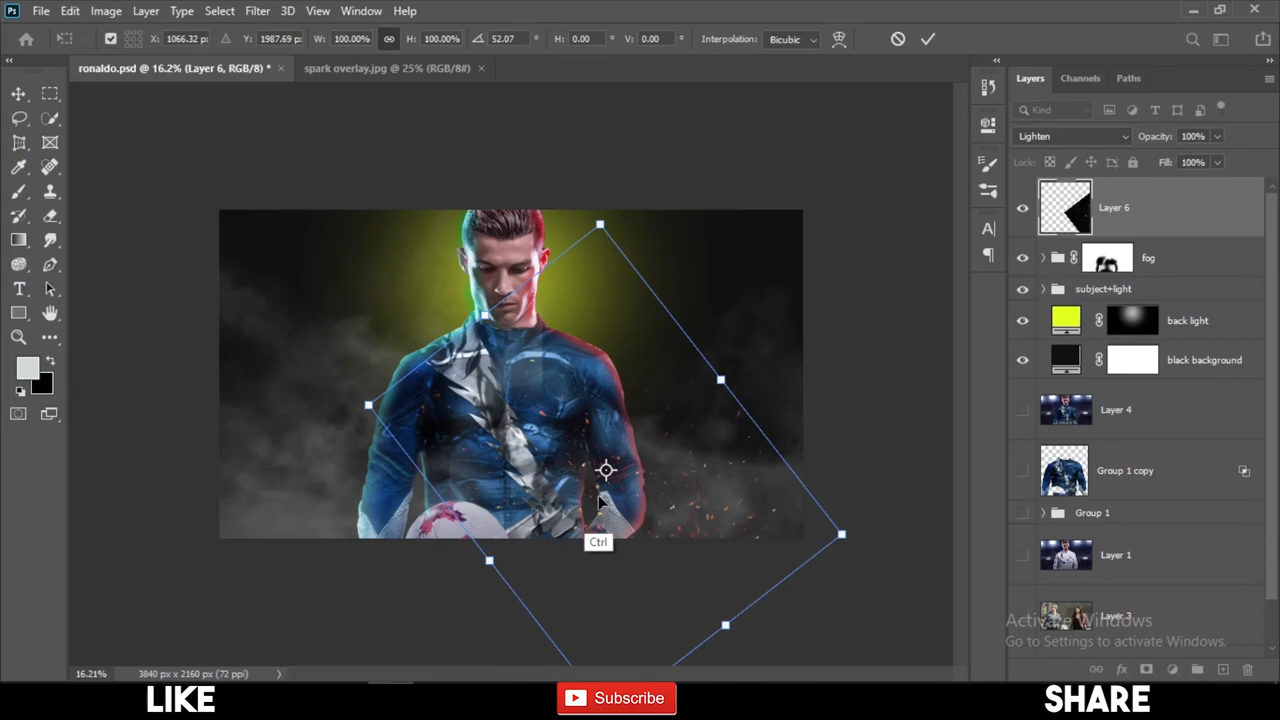 Ps File Edit Image Layer Type Select Filter 3D View Window Help
X: 1066.32 px Y: 1987.69 px W: 100.00% H: 100.00% 52.07 ° H: 0.00 ° V: 0.00 ° Interpolation: Bicubic
ronaldo.psd @ 16.2% (Layer 6, RGB/8) * × spark overlay.jpg @ 25% (RGB/8#) ×
Layers Channels Paths
Kind
Lighten Opacity: 100%
Lock: Fill: 100%
Layer 6
fog
subject+light
back light
black background
Layer 4
Group 1 copy
Group 1
Layer 1
Layer 3
Ctrl
Activate Windows
Go to Settings to activate Windows.
16.21% 3840 px x 2160 px (72 ppi)
LIKE Subscribe SHARE